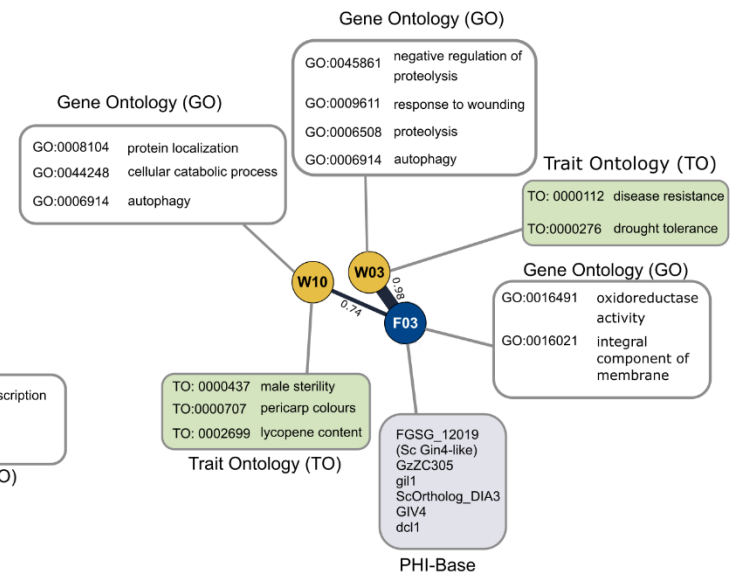 Gene Ontology (GO)
GO:0045861 negative regulation of
proteolysis
GO:0009611 response to wounding
GO:0006508 proteolysis
GO:0006914 autophagy
Gene Ontology (GO)
GO:0008104 protein localization
GO:0044248 cellular catabolic process
GO:0006914 autophagy
Trait Ontology (TO)
TO: 0000112 disease resistance
TO:0000276 drought tolerance
W10
W03
0.98
0.74
F03
Gene Ontology (GO)
GO:0016491 oxidoreductase
activity
GO:0016021 integral
component of
membrane
scription
O)
TO: 0000437 male sterility
TO:0000707 pericarp colours
TO: 0002699 lycopene content
Trait Ontology (TO)
FGSG_12019
(Sc Gin4-like)
GzZC305
gil1
ScOrtholog_DIA3
GIV4
dcl1
PHI-Base